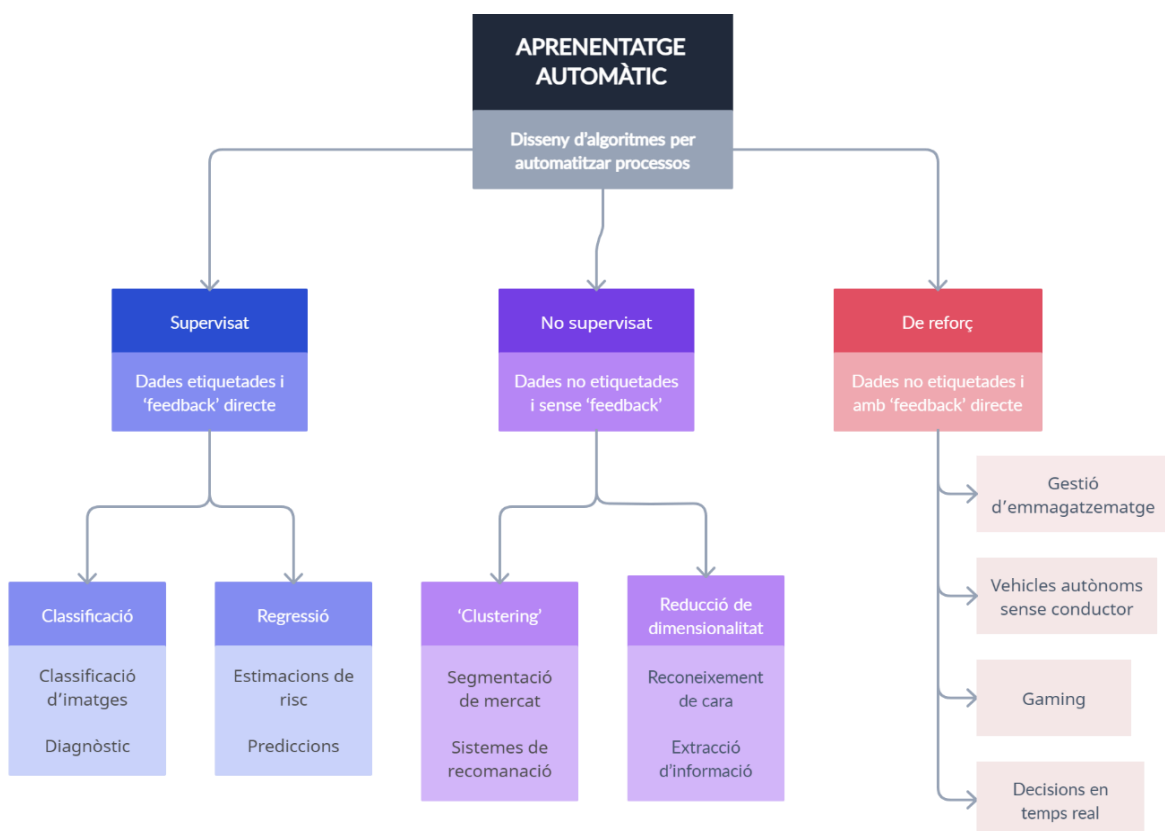 APRENENTATGE
AUTOMÀTIC
Disseny d'algoritmes per
automatitzar processos
Supervisat
Dades etiquetades i
'feedback' directe
No supervisat
Dades no etiquetades
i sense 'feedback'
De reforç
Dades no etiquetades i
amb 'feedback' directe
Classificació
Classificació
d'imatges
Diagnòstic
Regressió
Estimacions de
risc
Prediccions
'Clustering'
Segmentació
de mercat
Sistemes de
recomanació
Reducció de
dimensionalitat
Reconeixement
de cara
Extracció
d'informació
Gestió
d'emmagatzematge
Vehicles autònoms
sense conductor
Gaming
Decisions en
temps real